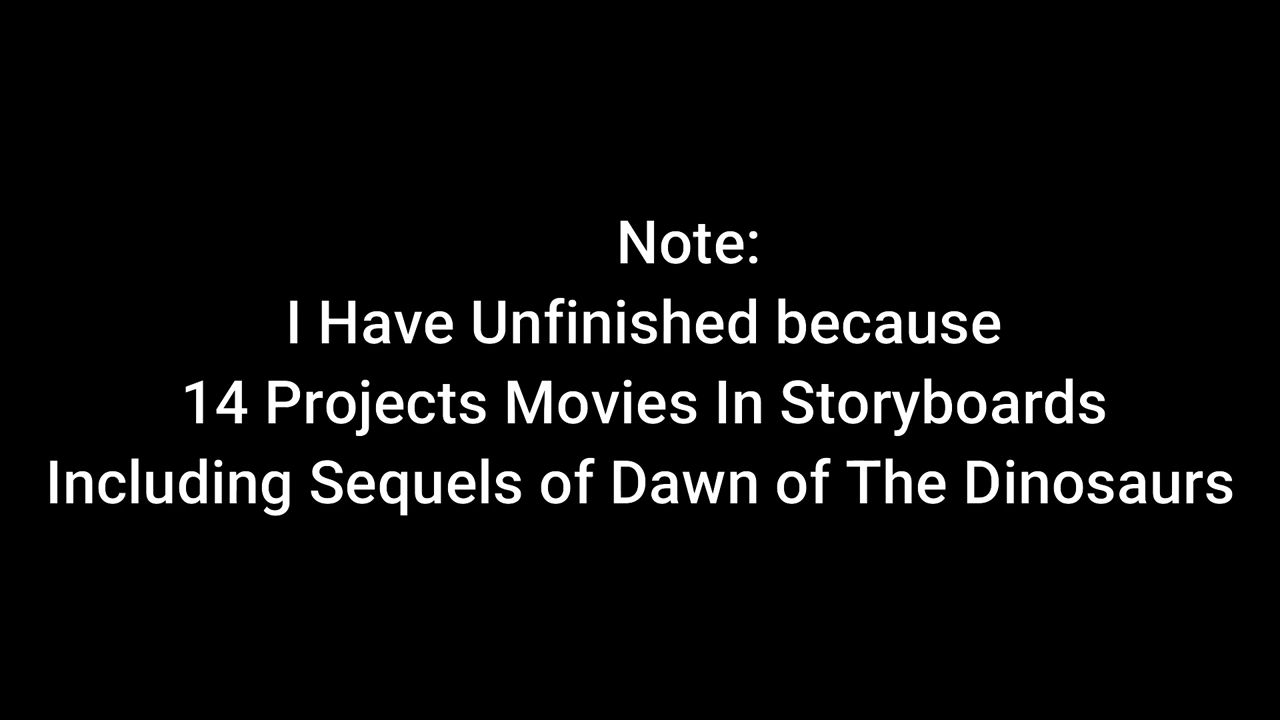 Note:
I Have Unfinished because
14 Projects Movies In Storyboards
Including Sequels of Dawn of The Dinosaurs